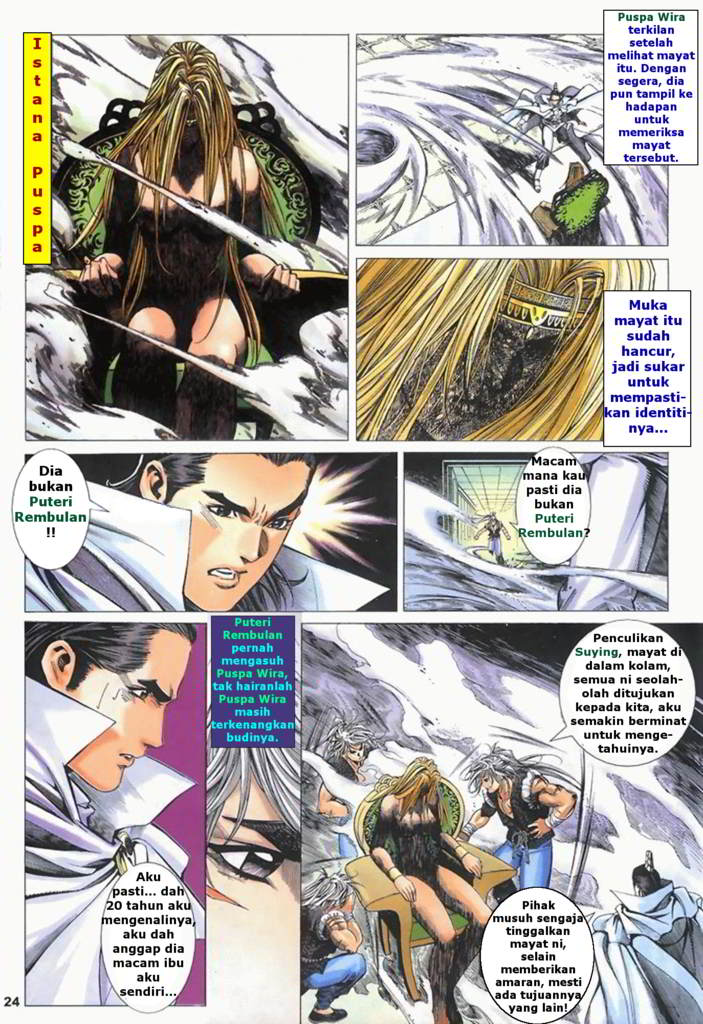 Istana Puspa
Puspa Wira
terkilan
setelah
melihat mayat
itu. Dengan
segera, dia
pun tampil ke
hadapan
untuk
memeriksa
mayat
tersebut.
Muka
mayat itu
sudah
hancur,
jadi sukar
untuk
mempasti-
kan identiti-
nya...
Dia
bukan
Puteri
Rembulan
!!
Macam
mana kau
pasti dia
bukan
Puteri
Rembulan?
Puteri
Rembulan
pernah
mengasuh
Puspa Wira,
tak hairanlah
Puspa Wira
masih
terkenangkan
budinya.
Aku
pasti... dah
20 tahun aku
mengenalinya,
aku dah
anggap dia
macam ibu
aku
sendiri...
Penculikan
Suying, mayat di
dalam kolam,
semua ni seolah-
olah ditujukan
kepada kita, aku
semakin berminat
untuk menge-
tahuinya.
Pihak
musuh sengaja
tinggalkan
mayat ni,
selain
memberikan
amaran, mesti
ada tujuannya
yang lain!
24